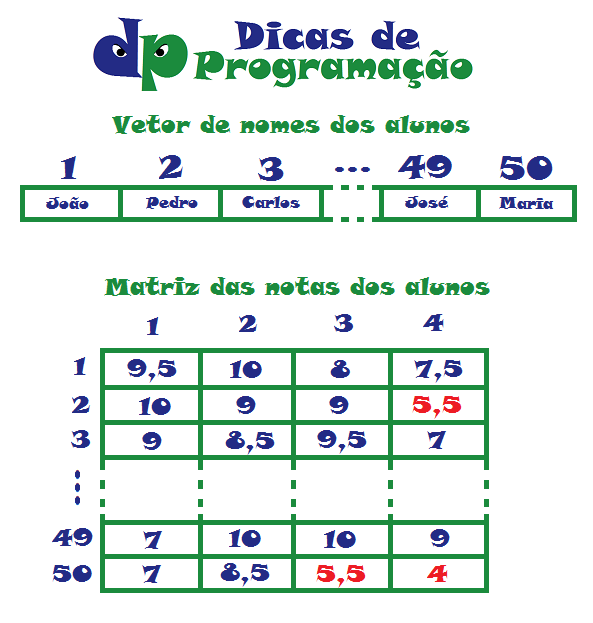 dp Dicas de
Programação
Vetor de nomes dos alunos
1 2 3 ... 49 50
João Pedro Carlos José Maria
Matriz das notas dos alunos
1 2 3 4
1 9,5 10 8 7,5
2 10 9 9 5,5
3 9 8,5 9,5 7
49 7 10 10 9
50 7 8,5 5,5 4